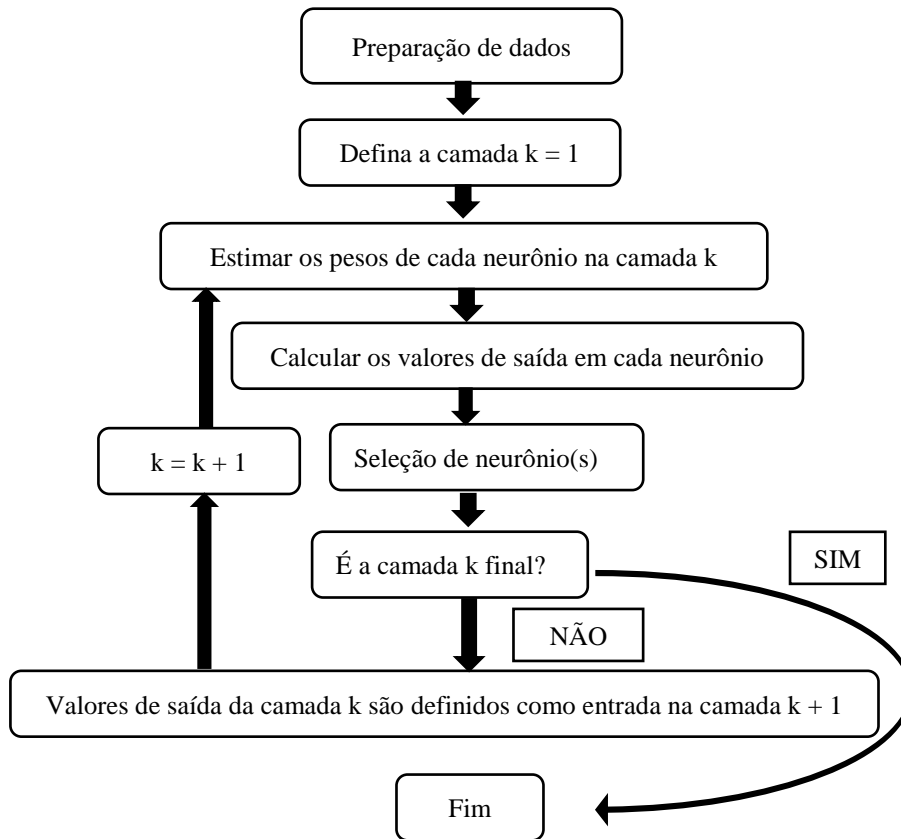 Preparação de dados
Defina a camada k = 1
Estimar os pesos de cada neurônio na camada k
Calcular os valores de saída em cada neurônio
k = k + 1
Seleção de neurônio(s)
É a camada k final?
SIM
NÃO
Valores de saída da camada k são definidos como entrada na camada k + 1
Fim